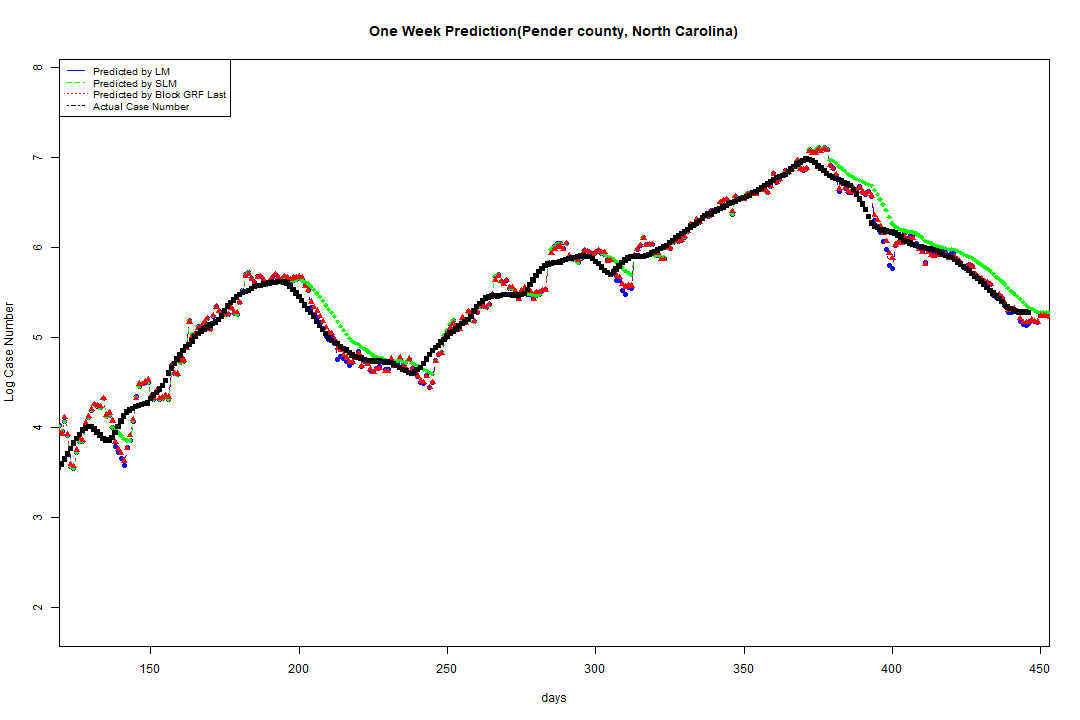 One Week Prediction(Pender county, North Carolina)
Predicted by LM
Predicted by SLM
Predicted by Block GRF Last
Actual Case Number
8
7
6
5
4
3
2
Log Case Number
150 200 250 300 350 400 450
days